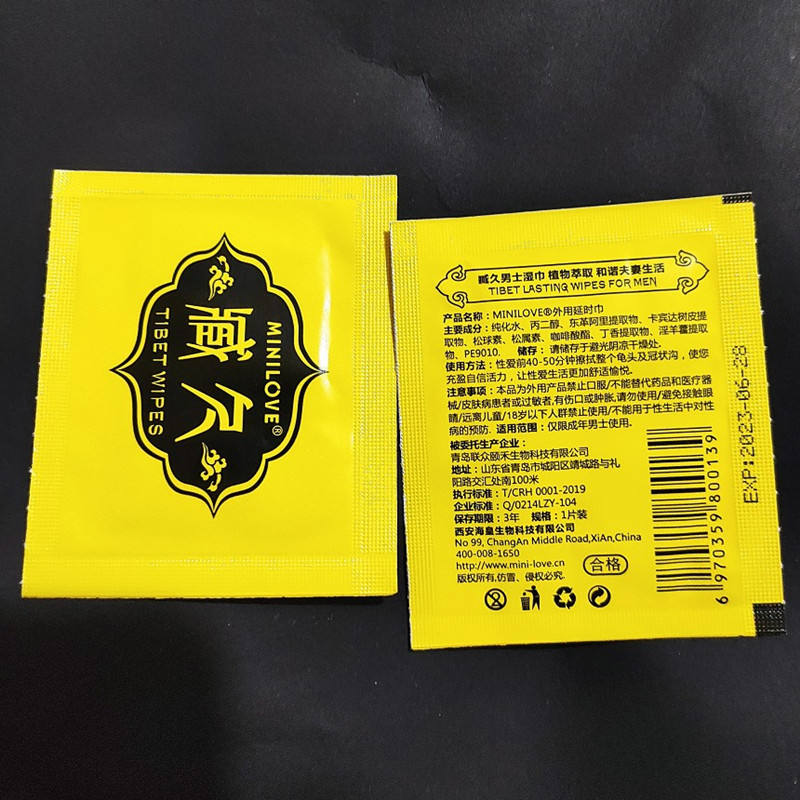 MINILOVE®
臧久
TIBET WIPES
臧久男士湿巾 植物萃取 和谐夫妻生活
TIBET LASTING WIPES FOR MEN
产品名称：MINILOVE®外用延时巾
主要成分：纯化水、丙二醇、东革阿里提取物、卡宾达树皮提
取物、松球素、松属素、咖啡酸酯、丁香提取物、淫羊藿提取
物、PE9010. 储存：请储存于避光阴凉干燥处.
使用方法：性爱前40-50分钟擦拭整个龟头及冠状沟，使您
充盈自信活力，让性爱生活更加舒适愉悦.
注意事项：本品为外用产品禁止口服/不能替代药品和医疗器
械/皮肤病患者或过敏者,有伤口或肿胀,请勿使用/避免接触眼
睛/远离儿童/18岁以下人群禁止使用/不能用于性生活中对性
病的预防. 适用范围：仅限成年男士使用.
被委托生产企业：
青岛联众颐禾生物科技有限公司
地址：山东省青岛市城阳区靖城路与礼
阳路交汇处南100米
执行标准：T/CRH 0001-2019
企业标准：Q/0214LZY-104
保存期限：3年 规格：1片装
西安海皇生物科技有限公司
No 99, ChangAn Middle Road,XiAn,China
400-008-1650
http://www.mini-love.cn
版权所有,仿冒、侵权必究.
合格
6 970359 800139
EXP:2023-06-28